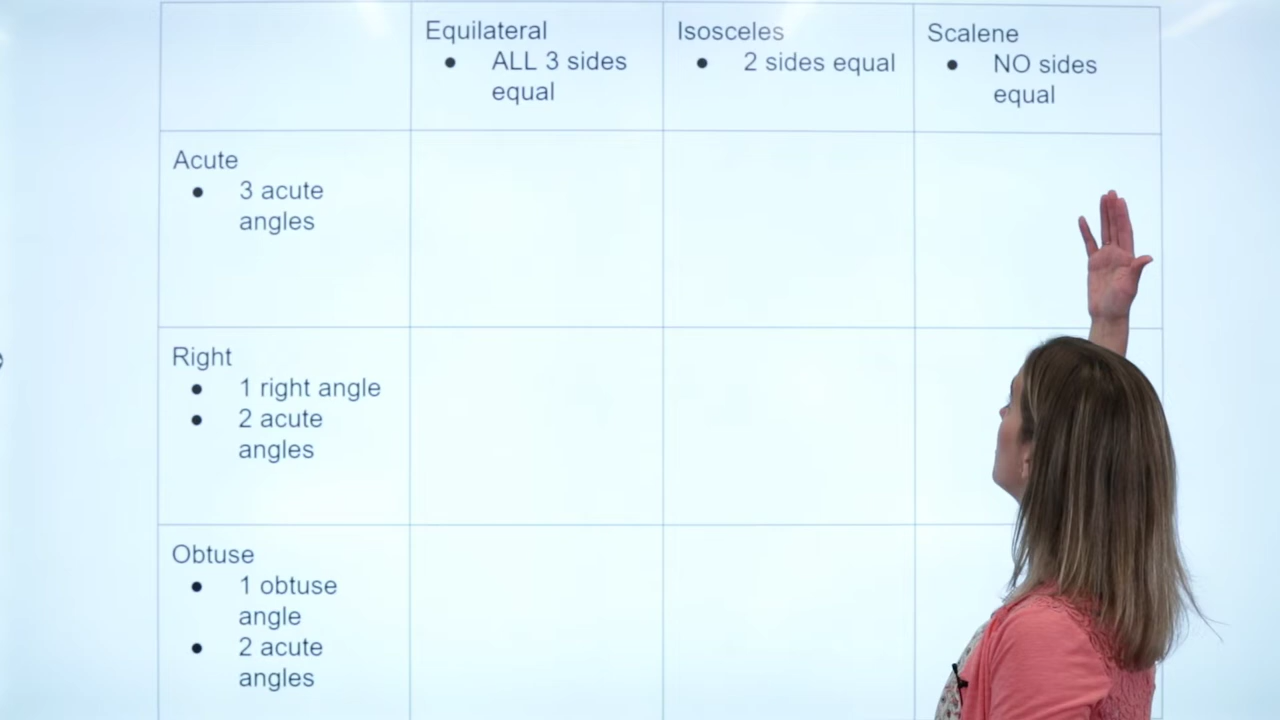 Equilateral
● ALL 3 sides
equal
Isosceles
● 2 sides equal
Scalene
● NO sides
equal
Acute
● 3 acute
angles
Right
● 1 right angle
● 2 acute
angles
Obtuse
● 1 obtuse
angle
● 2 acute
angles